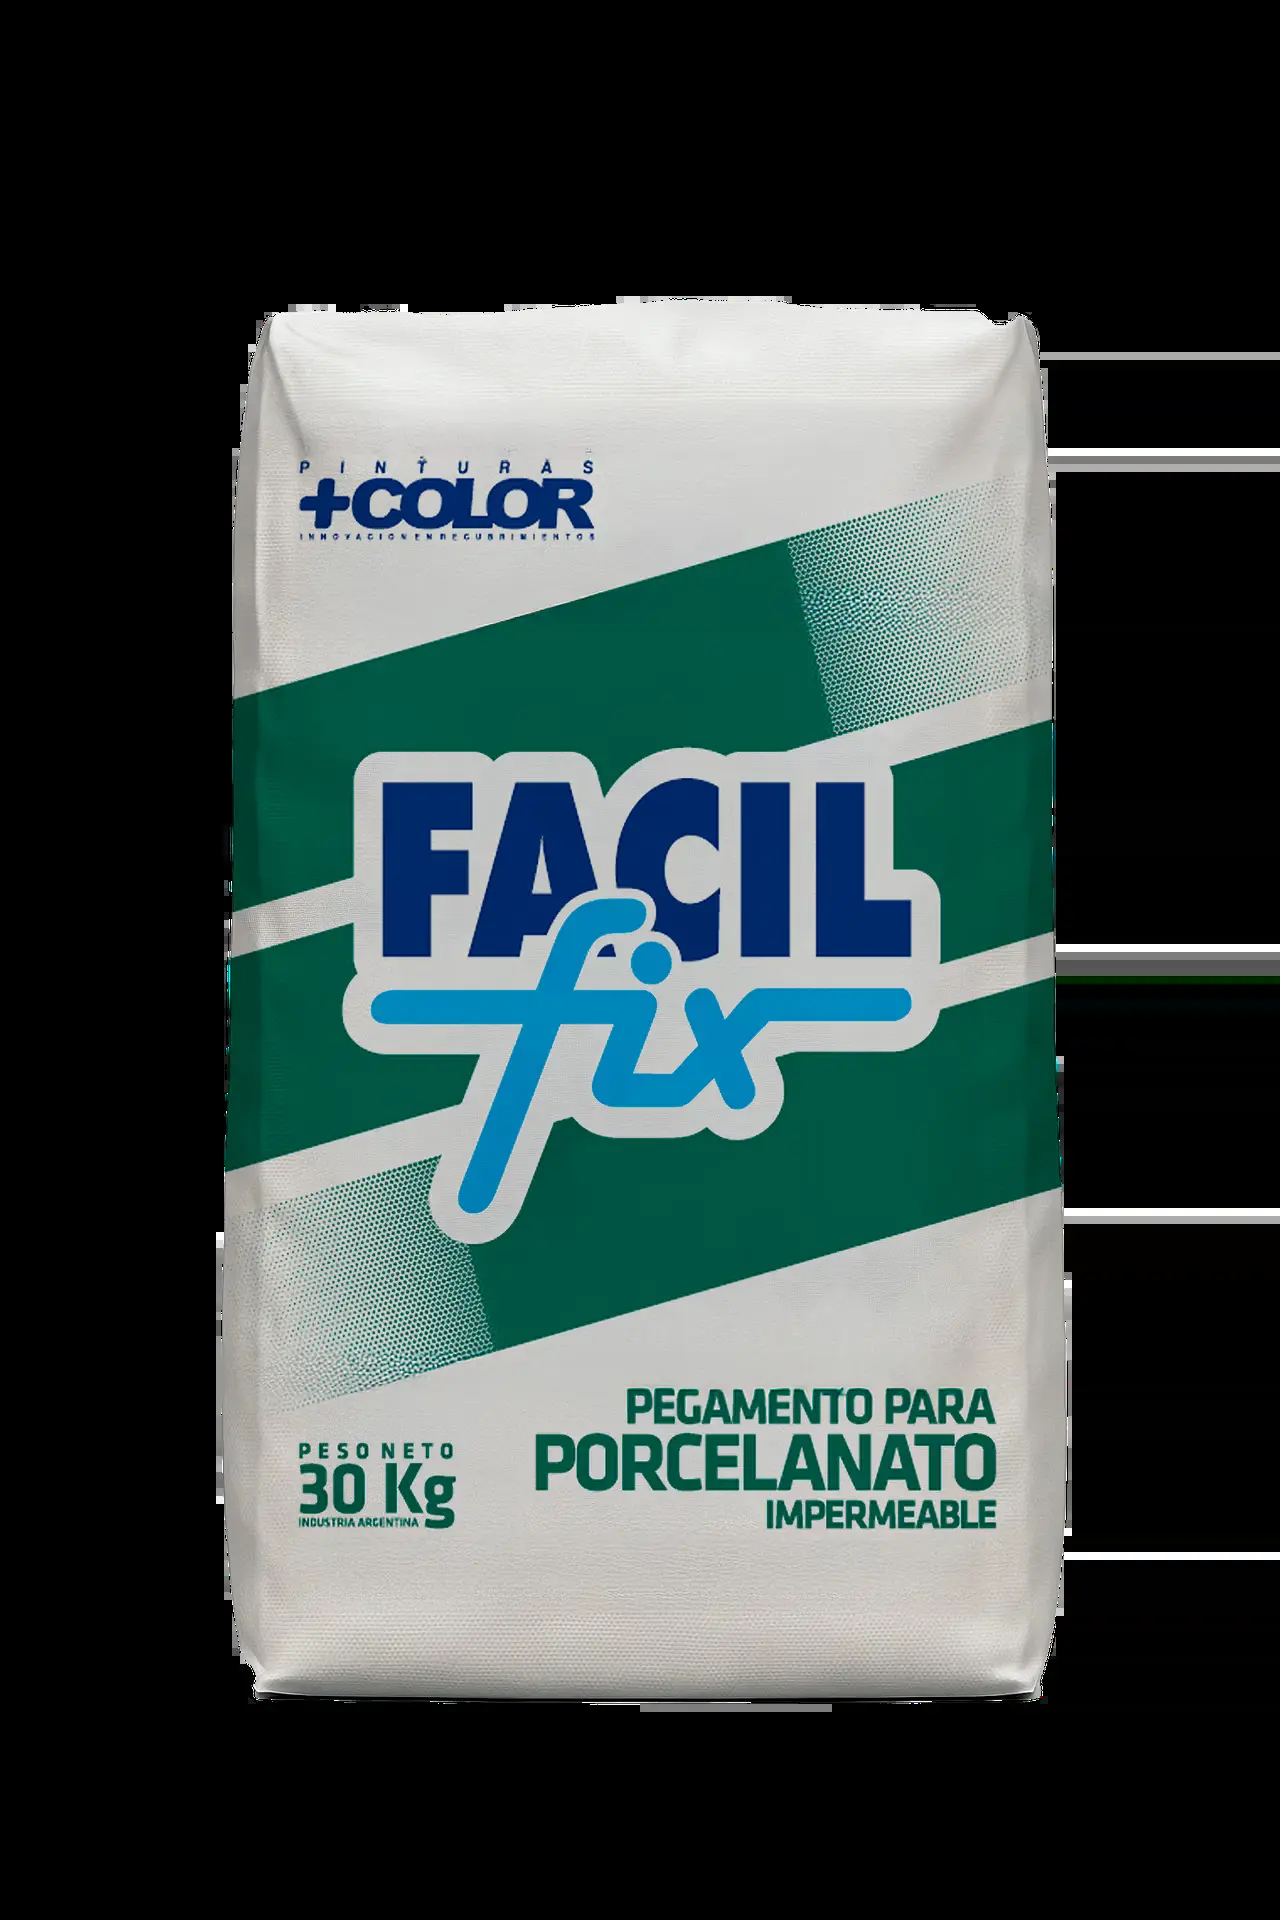 PINTURAS
+COLOR
INNOVACION EN RECUBRIMIENTOS
FACIL
fix
PEGAMENTO PARA
PORCELANATO
IMPERMEABLE
PESO NETO
30 Kg
INDUSTRIA ARGENTINA